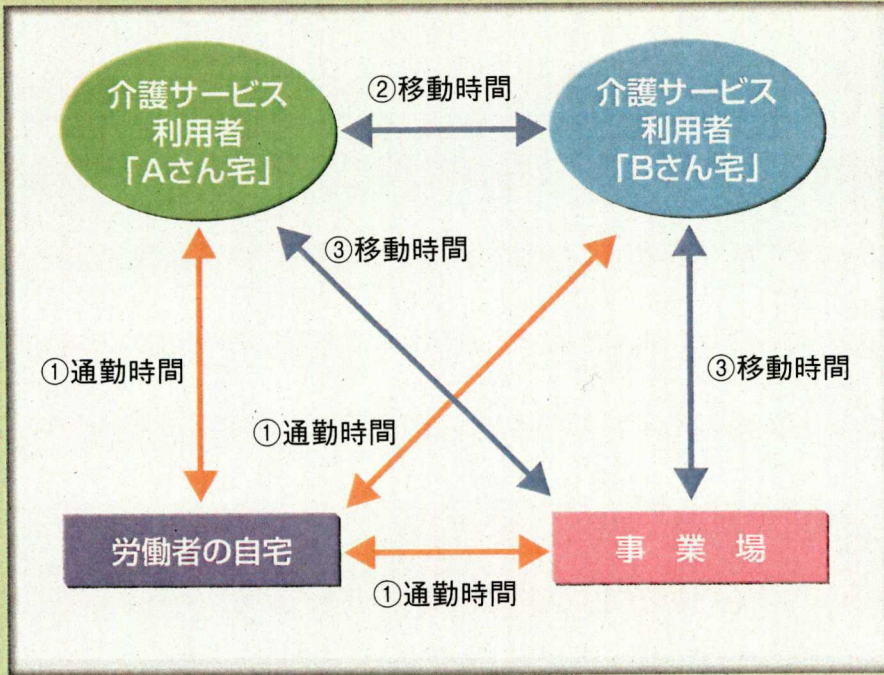 介護サービス
利用者
「Aさん宅」
②移動時間
介護サービス
利用者
「Bさん宅」
③移動時間
①通勤時間
③移動時間
①通勤時間
労働者の自宅
事業場
①通勤時間